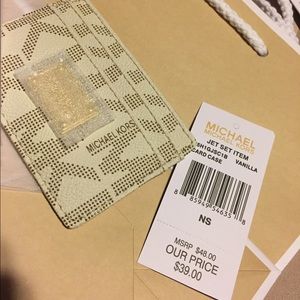 MICHAEL KORS
MICHAEL
MICHAEL KORS
JET SET ITEM
VANILLA
CARD CASE
NS
MSRP $48.00
OUR PRICE
$39.00